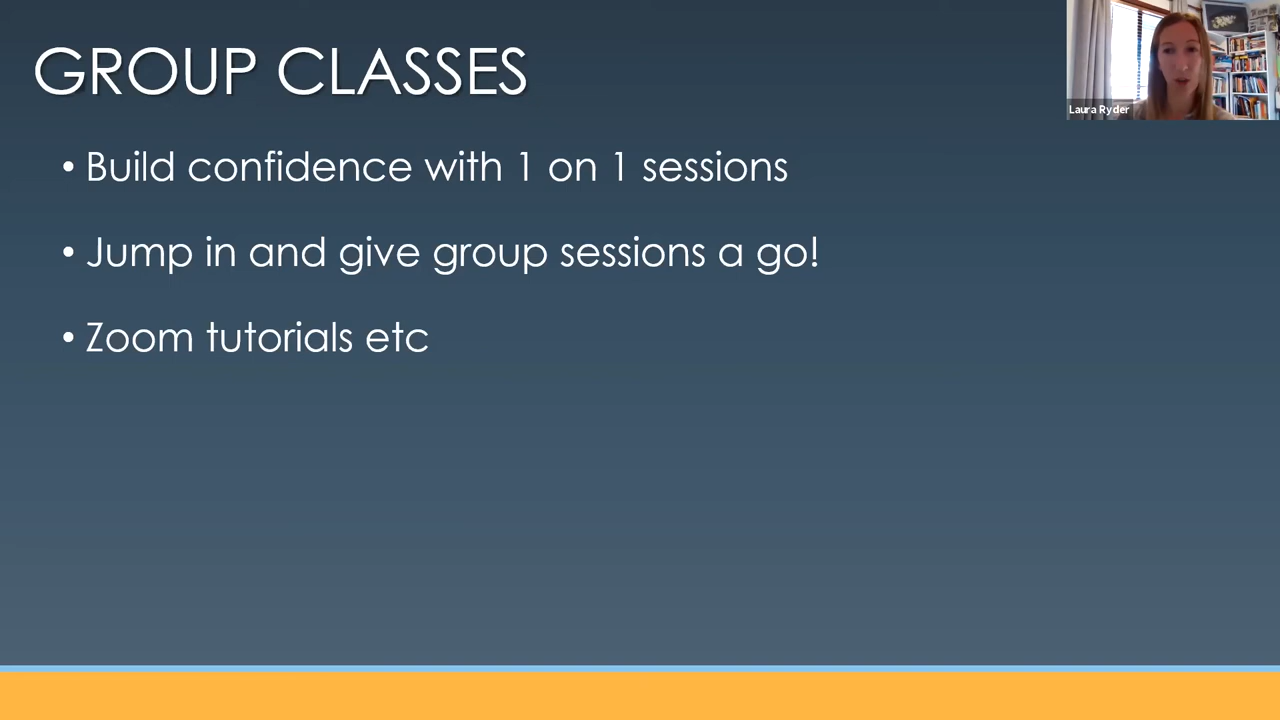 GROUP CLASSES
Laura Ryder
• Build confidence with 1 on 1 sessions
• Jump in and give group sessions a go!
• Zoom tutorials etc